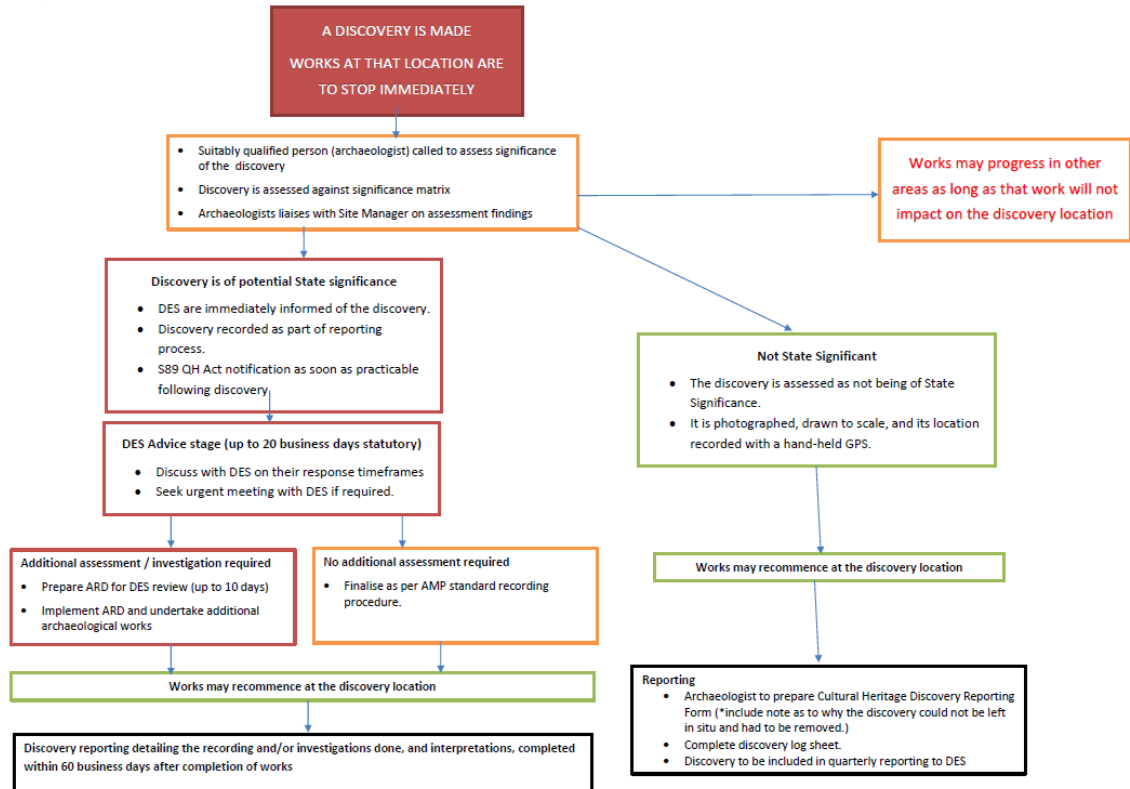 A DISCOVERY IS MADE
WORKS AT THAT LOCATION ARE
TO STOP IMMEDIATELY
• Suitably qualified person (archaeologist) called to assess significance
of the discovery
• Discovery is assessed against significance matrix
• Archaeologists liaises with Site Manager on assessment findings
Works may progress in other
areas as long as that work will not
impact on the discovery location
Discovery is of potential State significance
• DES are immediately informed of the discovery.
• Discovery recorded as part of reporting
process.
• S89 QH Act notification as soon as practicable
following discovery
Not State Significant
• The discovery is assessed as not being of State
Significance.
• It is photographed, drawn to scale, and its location
recorded with a hand-held GPS.
DES Advice stage (up to 20 business days statutory)
• Discuss with DES on their response timeframes
• Seek urgent meeting with DES if required.
Additional assessment / investigation required
• Prepare ARD for DES review (up to 10 days)
• Implement ARD and undertake additional
archaeological works
No additional assessment required
• Finalise as per AMP standard recording
procedure.
Works may recommence at the discovery location
Works may recommence at the discovery location
Discovery reporting detailing the recording and/or investigations done, and interpretations, completed
within 60 business days after completion of works
Reporting
• Archaeologist to prepare Cultural Heritage Discovery Reporting
Form (*include note as to why the discovery could not be left
in situ and had to be removed.)
• Complete discovery log sheet.
• Discovery to be included in quarterly reporting to DES